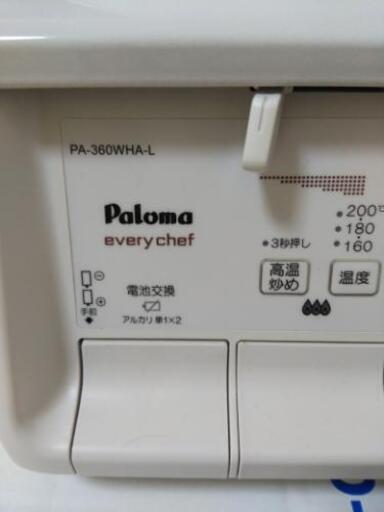 PA-360WHA-L
Paloma
every chef
200℃
180
160
3秒押し
高温
炒め
温度
電池交換
アルカリ 単1×2
手前